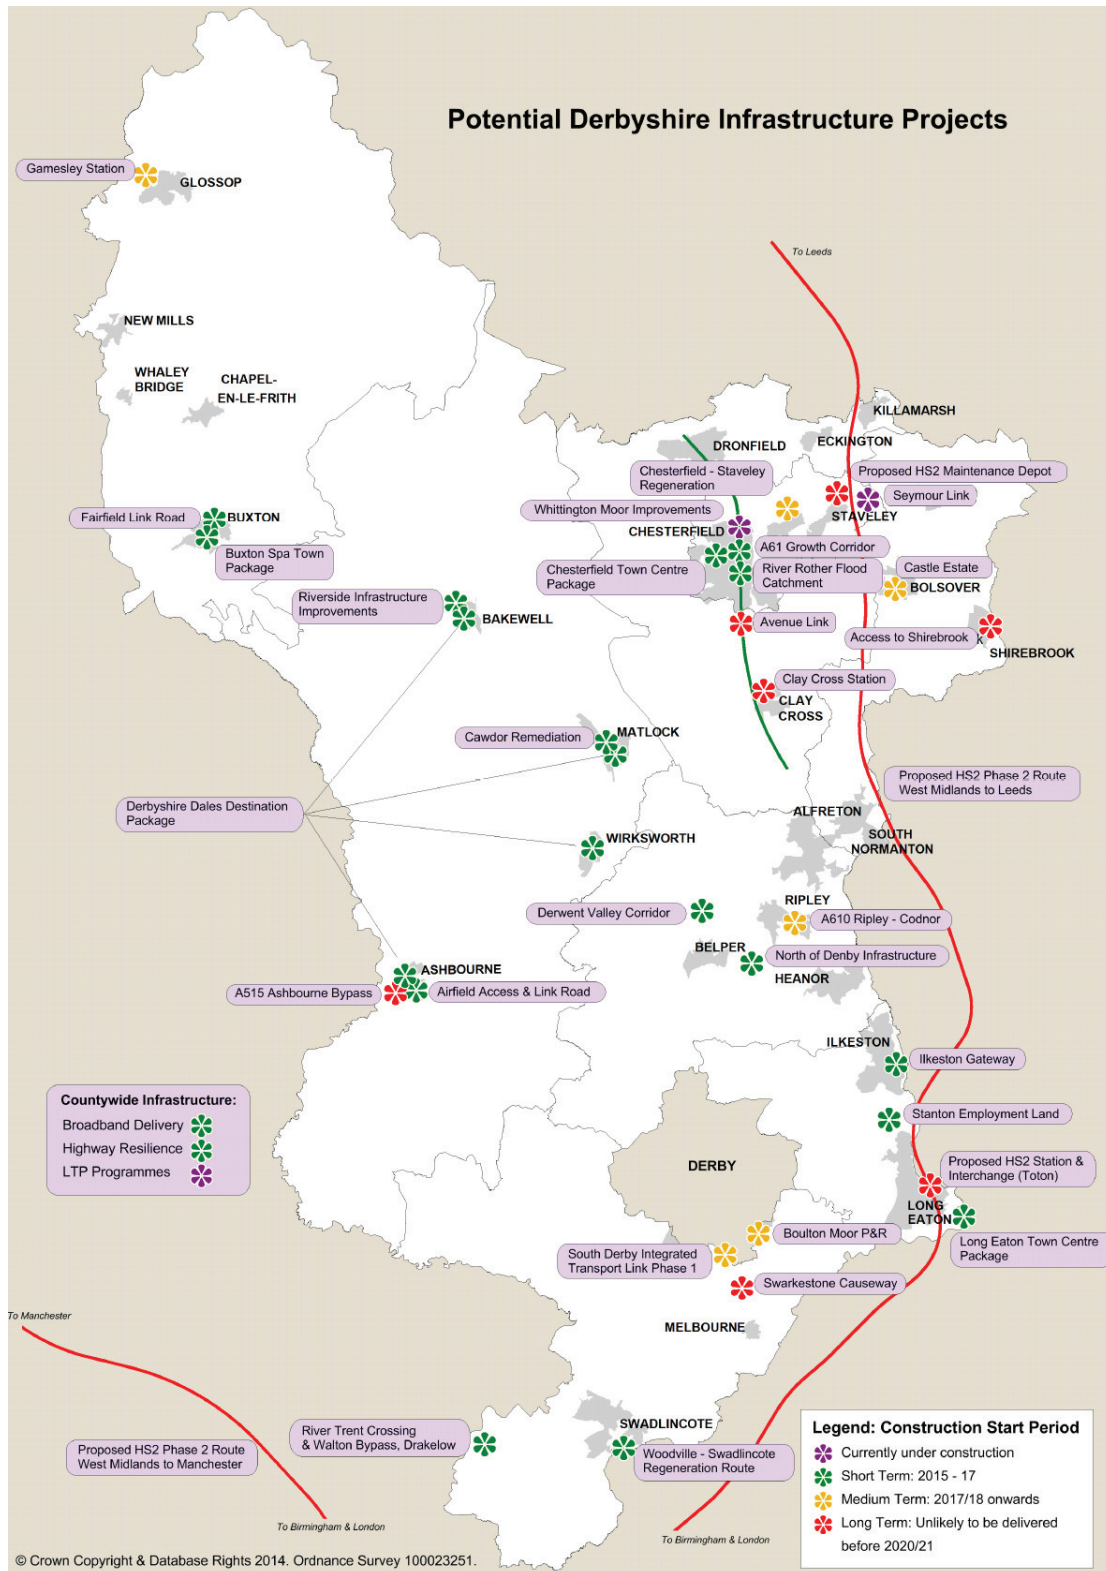 Potential Derbyshire Infrastructure Projects
Gamesley Station
GLOSSOP
To Leeds
NEW MILLS
WHALEY
BRIDGE
CHAPEL-
EN-LE-FRITH
KILLAMARSH
DRONFIELD
ECKINGTON
Chesterfield - Staveley
Regeneration
Proposed HS2 Maintenance Depot
Seymour Link
Whittington Moor Improvements
STAVELEY
Fairfield Link Road
BUXTON
CHESTERFIELD
A61 Growth Corridor
Buxton Spa Town
Package
Chesterfield Town Centre
Package
River Rother Flood
Catchment
Castle Estate
BOLSOVER
Riverside Infrastructure
Improvements
BAKEWELL
Avenue Link
Access to Shirebrook
K
SHIREBROOK
Clay Cross Station
CLAY
CROSS
Cawdor Remediation
MATLOCK
Proposed HS2 Phase 2 Route
West Midlands to Leeds
Derbyshire Dales Destination
Package
ALFRETON
SOUTH
NORMANTON
WIRKSWORTH
RIPLEY
Derwent Valley Corridor
A610 Ripley - Codnor
BELPER
North of Denby Infrastructure
HEANOR
ASHBOURNE
A515 Ashbourne Bypass
Airfield Access & Link Road
ILKESTON
Ilkeston Gateway
Countywide Infrastructure:
Broadband Delivery
Highway Resilience
LTP Programmes
Stanton Employment Land
DERBY
Proposed HS2 Station &
Interchange (Toton)
LONG
EATON
Boulton Moor P&R
Long Eaton Town Centre
Package
South Derby Integrated
Transport Link Phase 1
Swarkestone Causeway
To Manchester
MELBOURNE
River Trent Crossing
& Walton Bypass, Drakelow
SWADLINCOTE
Woodville - Swadlincote
Regeneration Route
Proposed HS2 Phase 2 Route
West Midlands to Manchester
Legend: Construction Start Period
Currently under construction
Short Term: 2015 - 17
Medium Term: 2017/18 onwards
Long Term: Unlikely to be delivered
before 2020/21
To Birmingham & London
To Birmingham & London
© Crown Copyright & Database Rights 2014. Ordnance Survey 100023251.